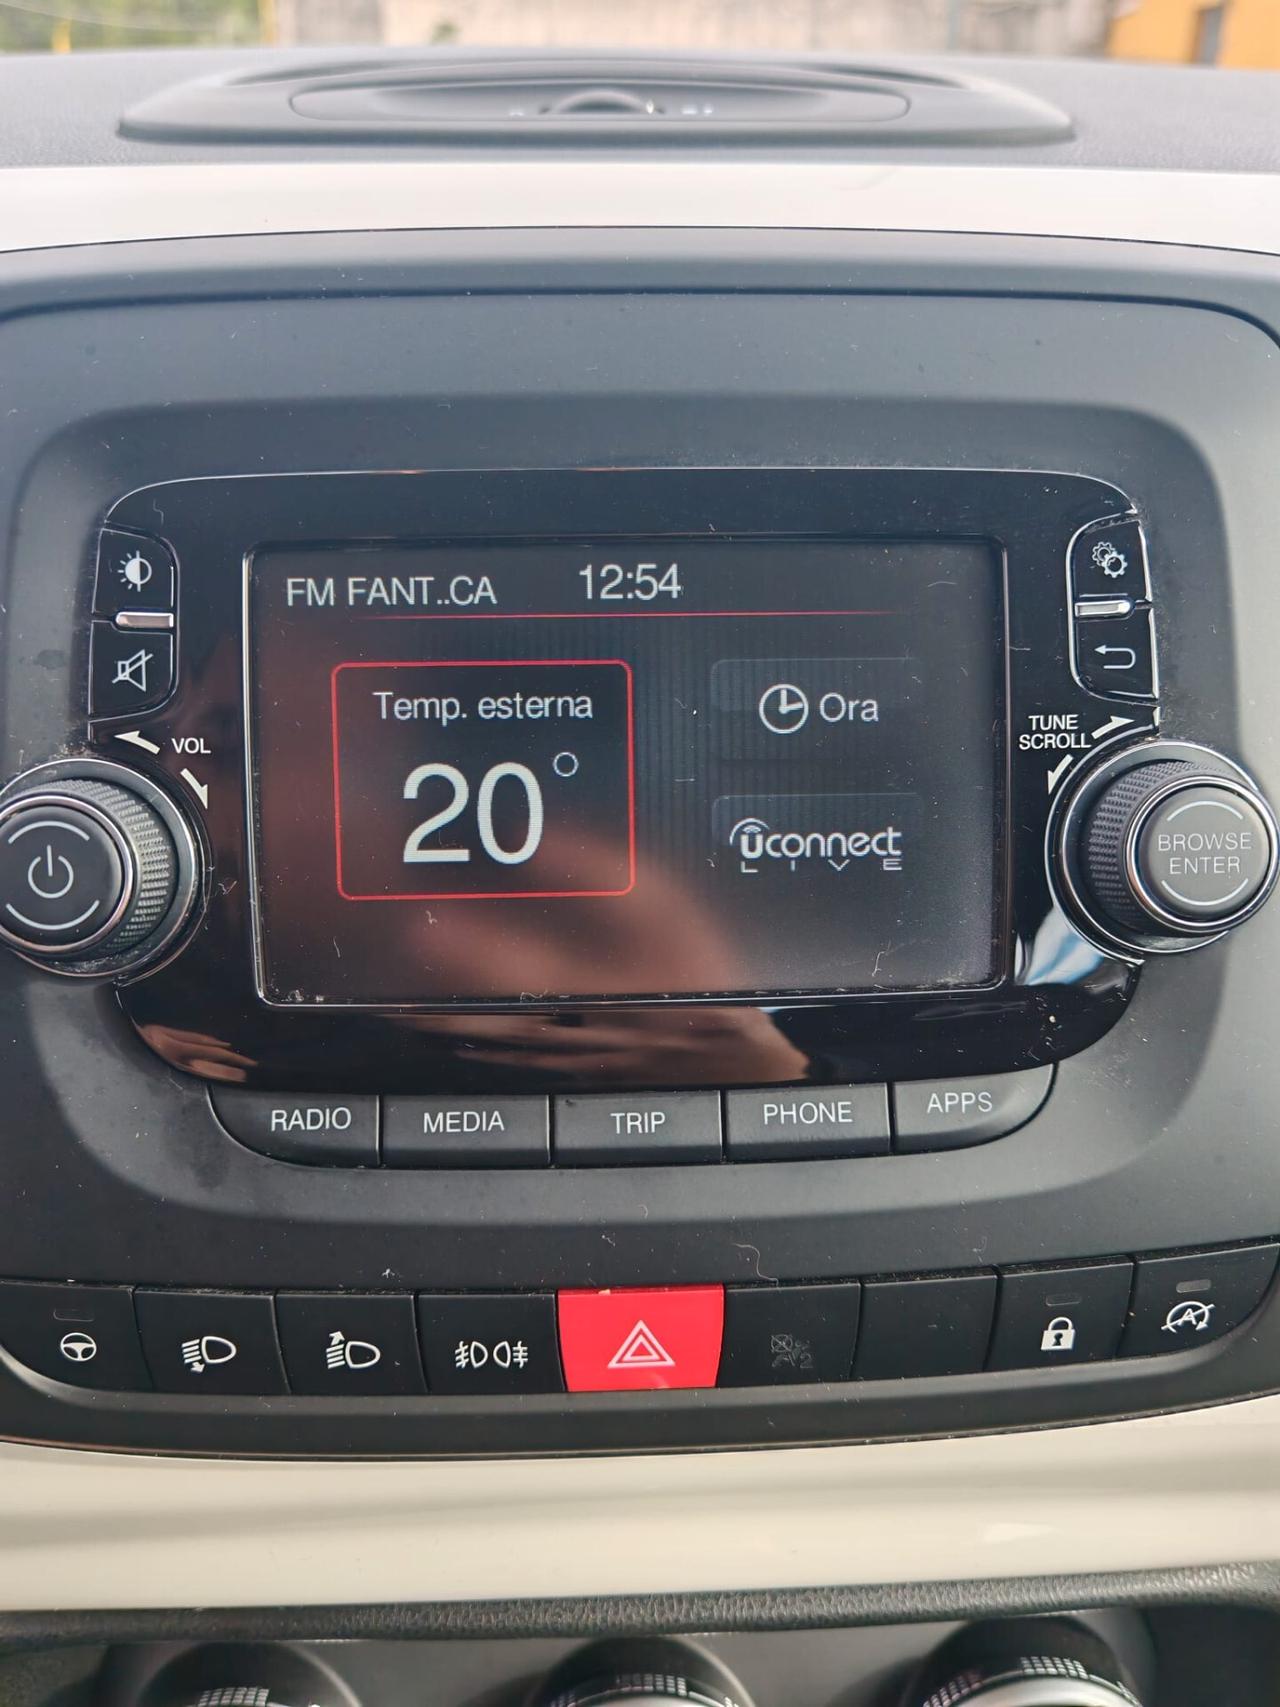 FM FANT..CA 12:54
Temp. esterna
20°
Ora
uconnect
LIVE
VOL
TUNE
SCROLL
BROWSE
ENTER
RADIO
MEDIA
TRIP
PHONE
APPS
A